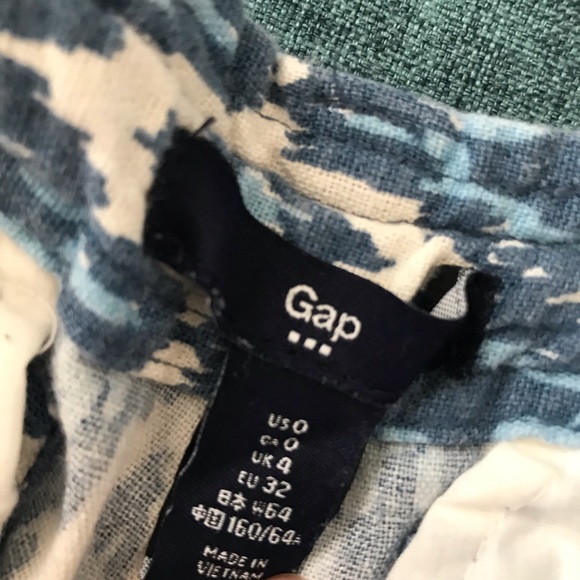 Gap
US 0
CA 0
UK 4
EU 32
日本 W64
中国 160/64A
MADE IN
VIETNAM